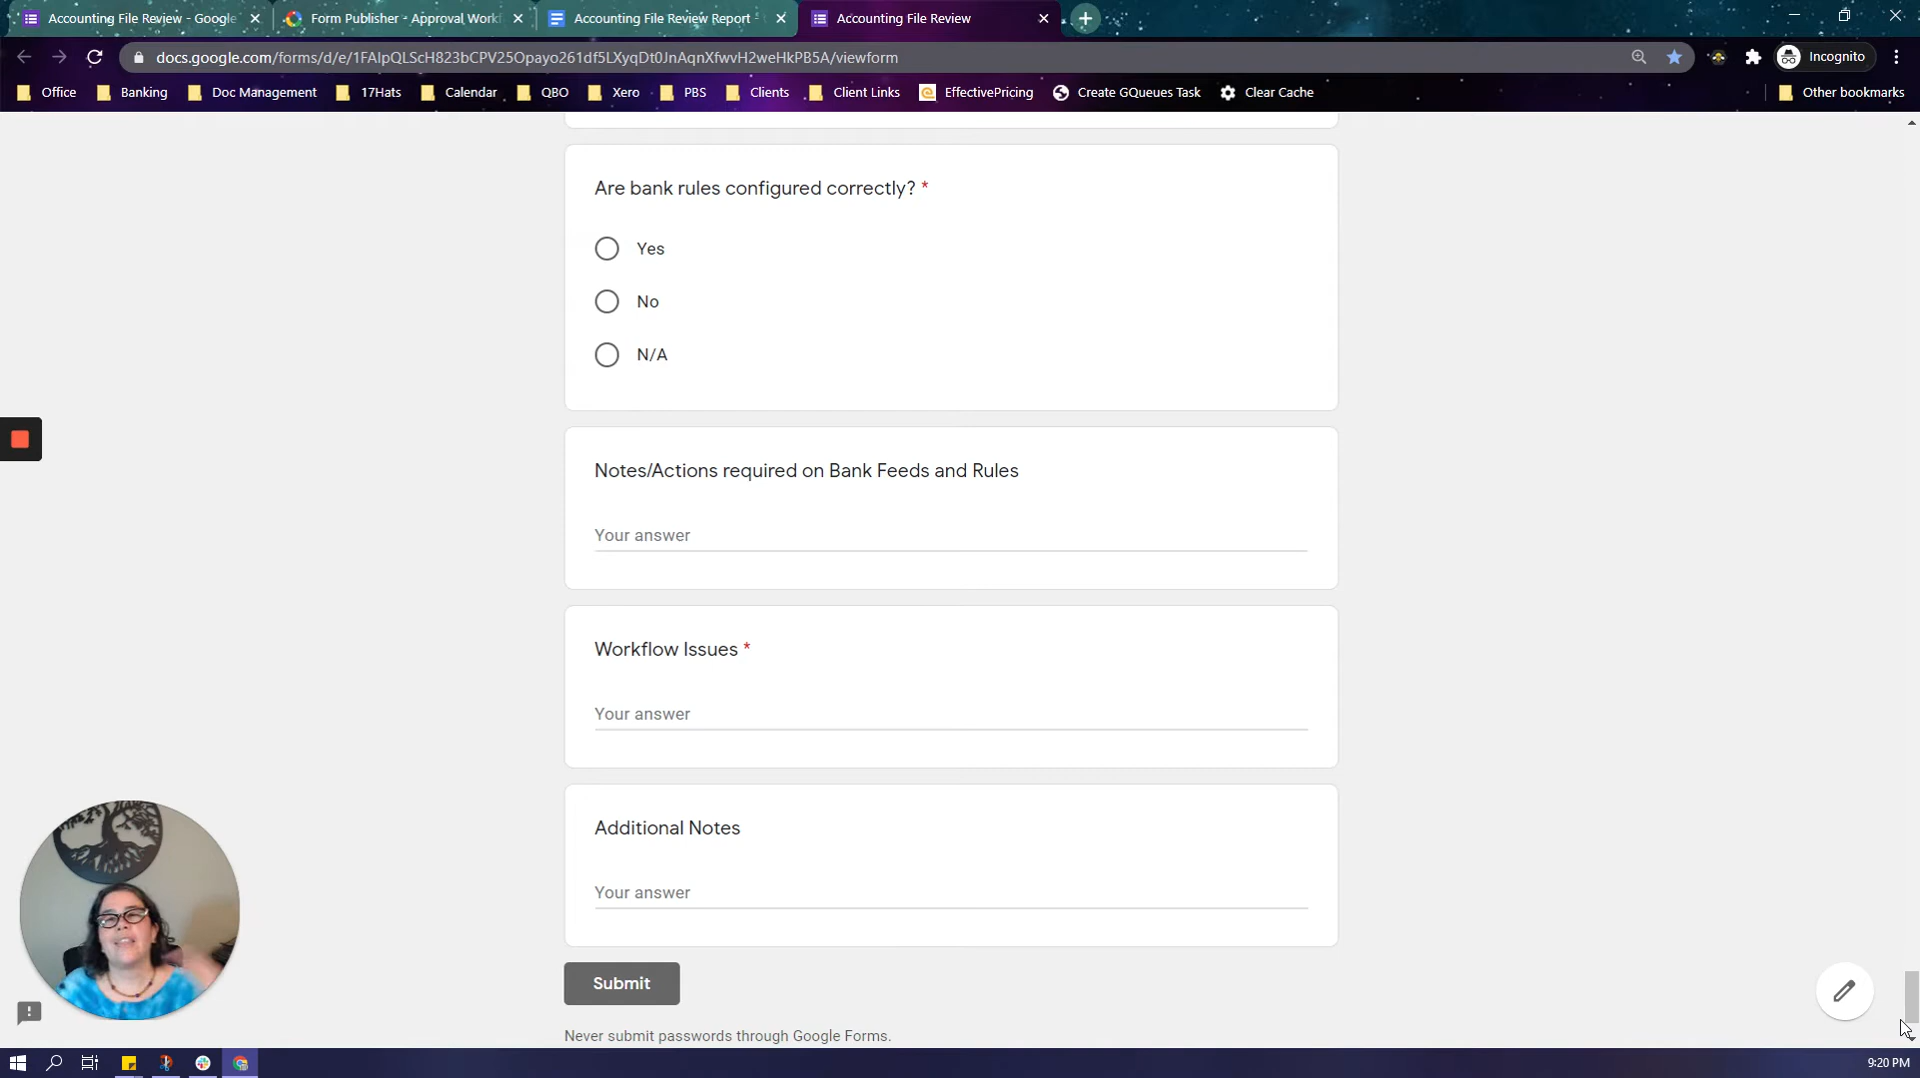 Accounting File Review - Google
Form Publisher - Approval Workf
Accounting File Review Report -
Accounting File Review
docs.google.com/forms/d/e/1FAIpQLScH823bCPV25Opayo261df5LXyqDt0JnAqnXfwvH2weHkPB5A/viewform
Incognito
Office
Banking
Doc Management
17Hats
Calendar
QBO
Xero
PBS
Clients
Client Links
EffectivePricing
Create GQueues Task
Clear Cache
Other bookmarks
Are bank rules configured correctly? *
Yes
No
N/A
Notes/Actions required on Bank Feeds and Rules
Your answer
Workflow Issues *
Your answer
Additional Notes
Your answer
Submit
Never submit passwords through Google Forms.
9:20 PM